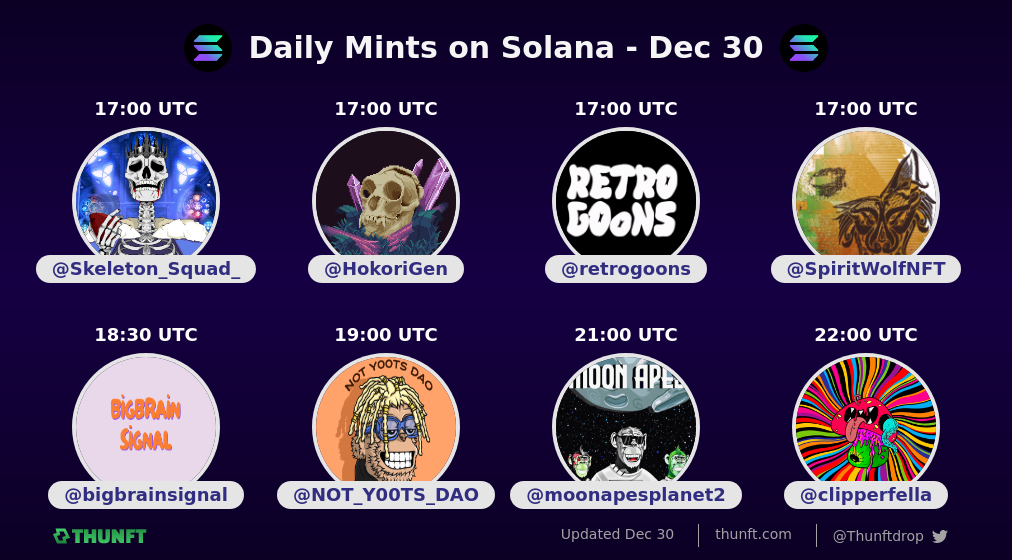 Daily Mints on Solana - Dec 30
17:00 UTC
17:00 UTC
17:00 UTC
17:00 UTC
RETRO
GOONS
@Skeleton_Squad_
@HokoriGen
@retrogoons
@SpiritWolfNFT
18:30 UTC
19:00 UTC
21:00 UTC
22:00 UTC
BIGBRAIN
SIGNAL
NOT Y00TS DAO
MOON APES
@bigbrainsignal
@NOT_Y00TS_DAO
@moonapesplanet2
@clipperfella
THUNFT
Updated Dec 30
thunft.com
@Thunftdrop